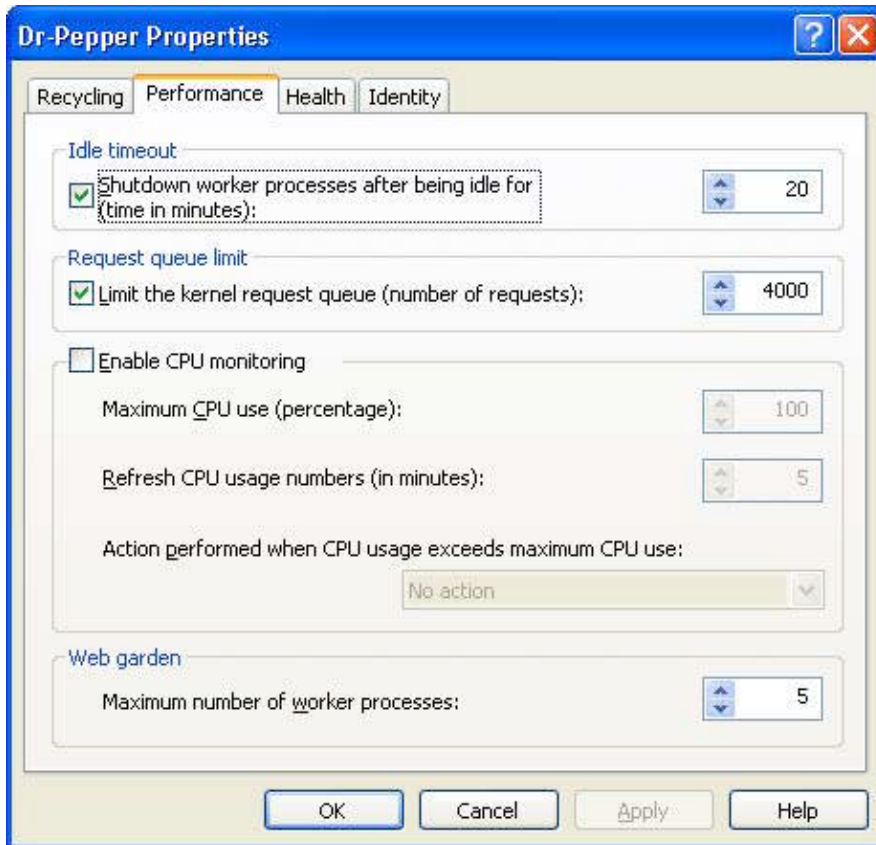 Dr-Pepper Properties
?
Recycling Performance Health Identity
Idle timeout
Shutdown worker processes after being idle for
(time in minutes):
20
Request queue limit
Limit the kernel request queue (number of requests): 4000
Enable CPU monitoring
Maximum CPU use (percentage): 100
Refresh CPU usage numbers (in minutes): 5
Action performed when CPU usage exceeds maximum CPU use:
No action
Web garden
Maximum number of worker processes: 5
OK Cancel Apply Help